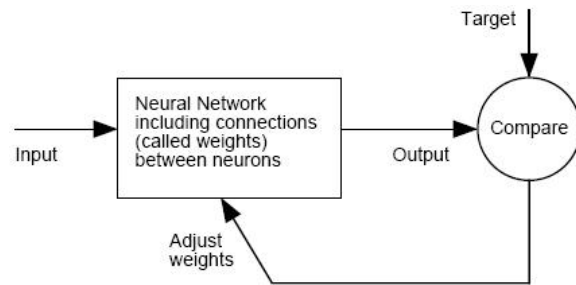 Target
Neural Network
including connections
(called weights)
between neurons
Input
Output
Compare
Adjust
weights